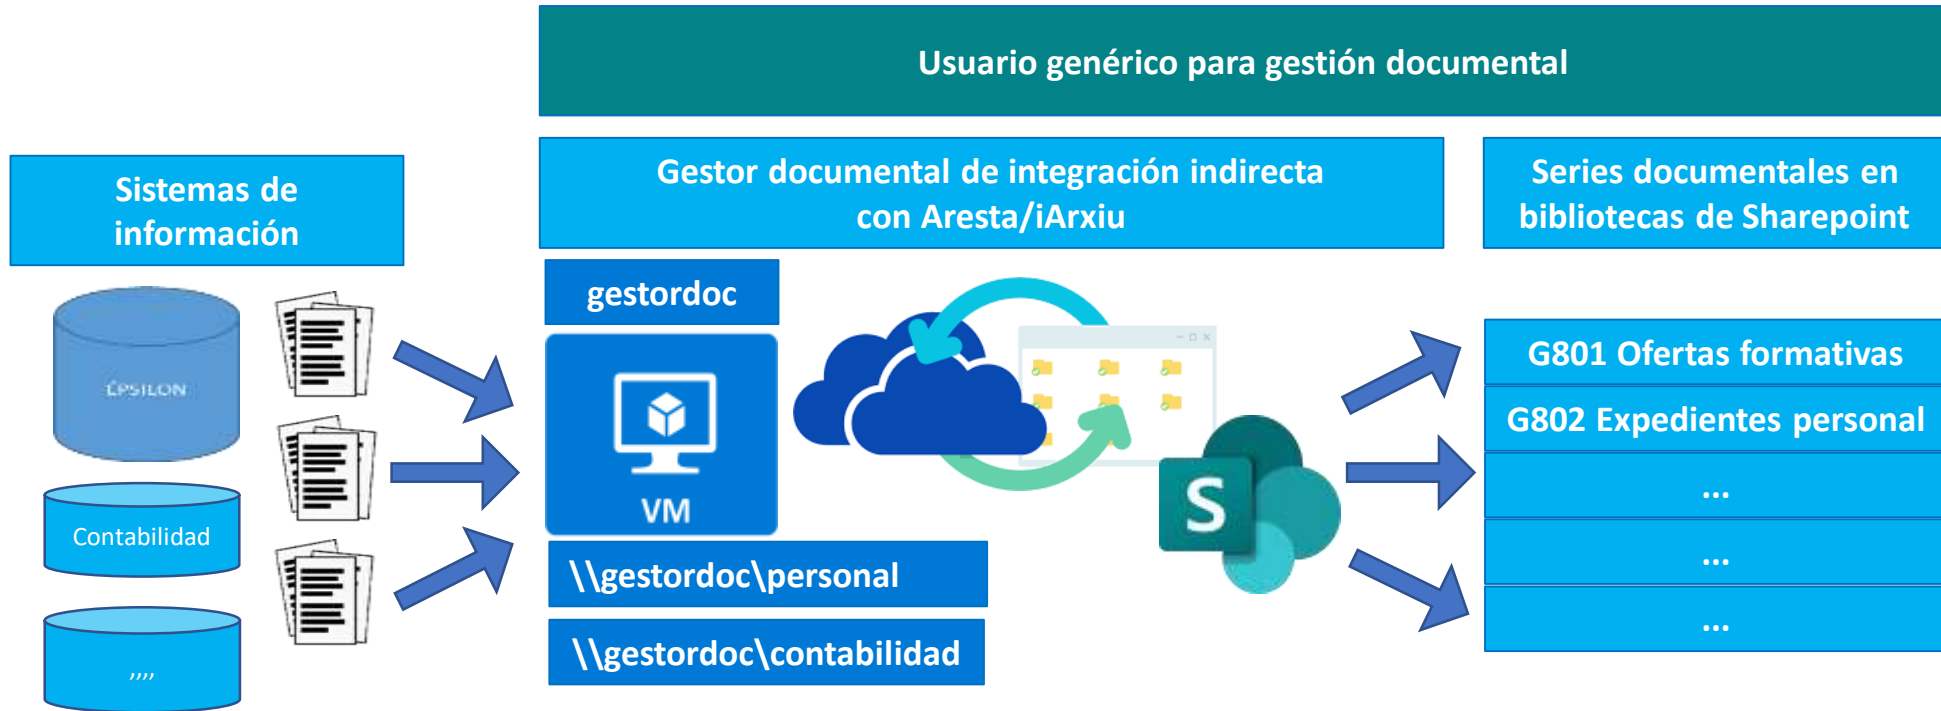 Usuario genérico para gestión documental
Sistemas de
información
Gestor documental de integración indirecta
con Aresta/iArxiu
Series documentales en
bibliotecas de Sharepoint
ÉPSILON
Contabilidad
,,,,
gestordoc
VM
\\gestordoc\personal
\\gestordoc\contabilidad
S
G801 Ofertas formativas
G802 Expedientes personal
...
...
...